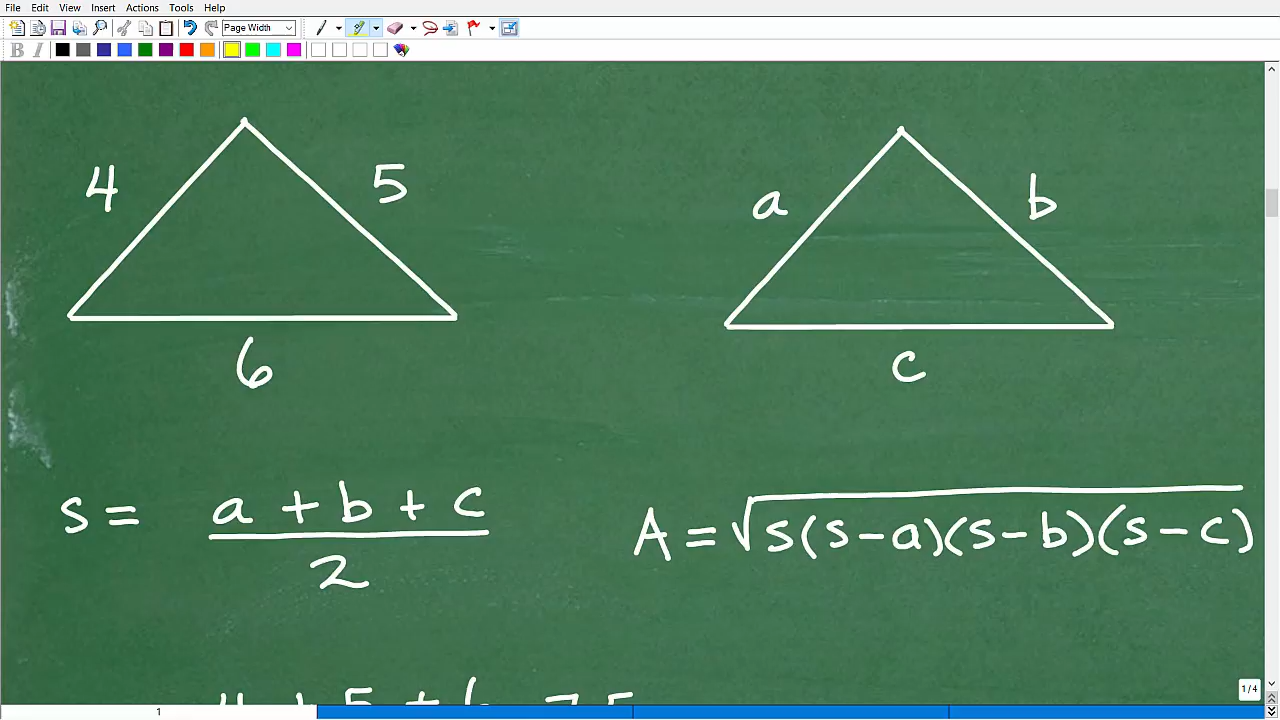 File Edit View Insert Actions Tools Help
Page Width
B I
4 5
a b
6
c
s = a + b + c / 2
A = √s(s-a)(s-b)(s-c)
1/4
1